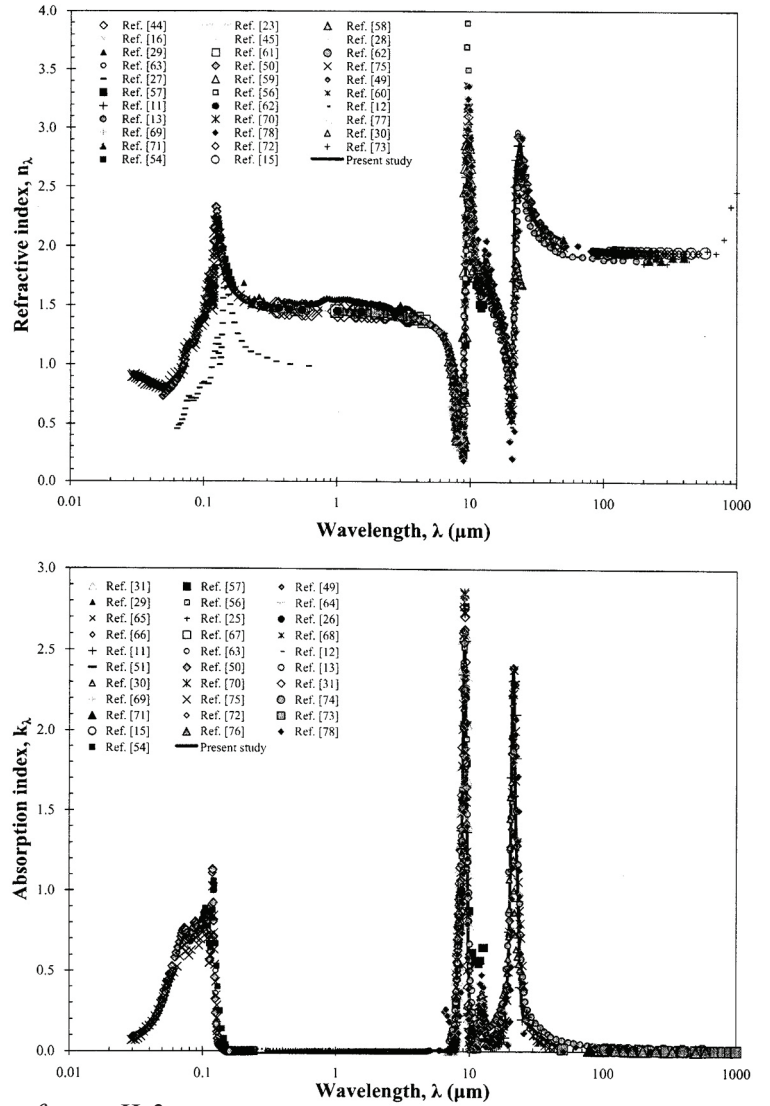 4.0
3.5
3.0
2.5
2.0
1.5
1.0
0.5
0.0
Refractive index, nλ
Ref. [44]
Ref. [16]
Ref. [29]
Ref. [63]
Ref. [27]
Ref. [57]
Ref. [11]
Ref. [13]
Ref. [69]
Ref. [71]
Ref. [54]
Ref. [23]
Ref. [45]
Ref. [61]
Ref. [50]
Ref. [59]
Ref. [56]
Ref. [62]
Ref. [70]
Ref. [78]
Ref. [72]
Ref. [15]
Ref. [58]
Ref. [28]
Ref. [62]
Ref. [75]
Ref. [49]
Ref. [60]
Ref. [12]
Ref. [77]
Ref. [30]
Ref. [73]
Present study
0.01 0.1 1 10 100 1000
Wavelength, λ (μm)
3.0
2.5
2.0
1.5
1.0
0.5
0.0
Absorption index, kλ
Ref. [31]
Ref. [29]
Ref. [65]
Ref. [66]
Ref. [11]
Ref. [51]
Ref. [30]
Ref. [69]
Ref. [71]
Ref. [15]
Ref. [54]
Ref. [57]
Ref. [56]
Ref. [25]
Ref. [67]
Ref. [63]
Ref. [50]
Ref. [70]
Ref. [75]
Ref. [72]
Ref. [76]
Present study
Ref. [49]
Ref. [64]
Ref. [26]
Ref. [68]
Ref. [12]
Ref. [13]
Ref. [31]
Ref. [74]
Ref. [73]
Ref. [78]
0.01 0.1 1 10 100 1000
Wavelength, λ (μm)